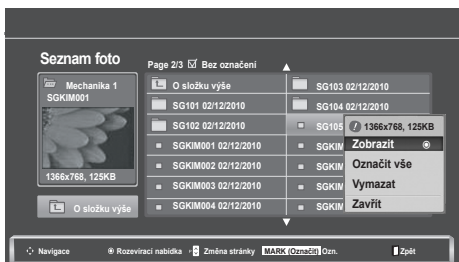 Seznam foto
Page 2/3 ☑ Bez označení
Mechanika 1
SGKIM001
1366x768, 125KB
O složku výše
O složku výše
SG101 02/12/2010
SG102 02/12/2010
SGKIM001 02/12/2010
SGKIM002 02/12/2010
SGKIM003 02/12/2010
SGKIM004 02/12/2010
SG103 02/12/2010
SG104 02/12/2010
SG105
SGKIM
SGKIM
SGKIM
SGKIM
1366x768, 125KB
Zobrazit
Označit vše
Vymazat
Zavřít
Navigace Rozevírací nabídka Změna stránky MARK (Označit) Ozn. Zpět